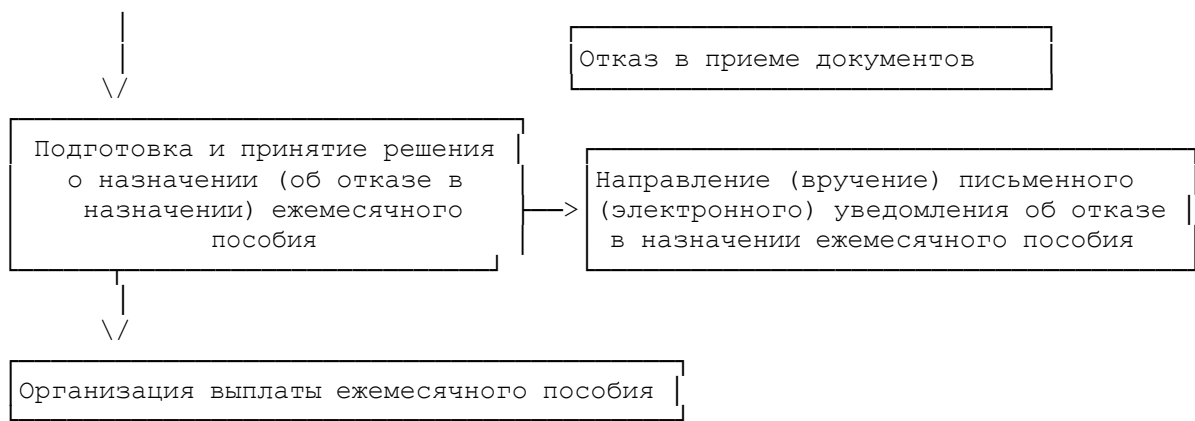 Отказ в приеме документов
Подготовка и принятие решения
о назначении (об отказе в
назначении) ежемесячного
пособия
Направление (вручение) письменного
(электронного) уведомления об отказе
в назначении ежемесячного пособия
Организация выплаты ежемесячного пособия